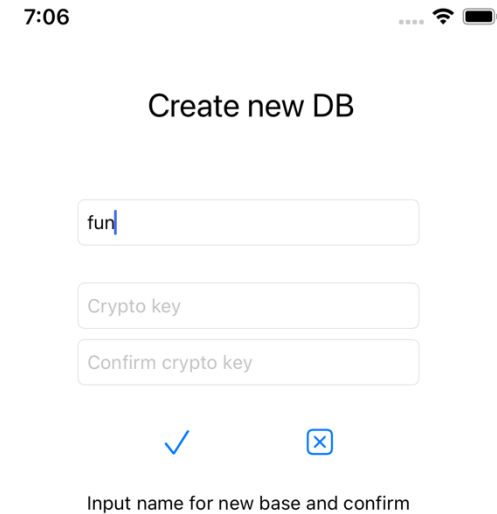 7:06
Create new DB
fun
Crypto key
Confirm crypto key
Input name for new base and confirm